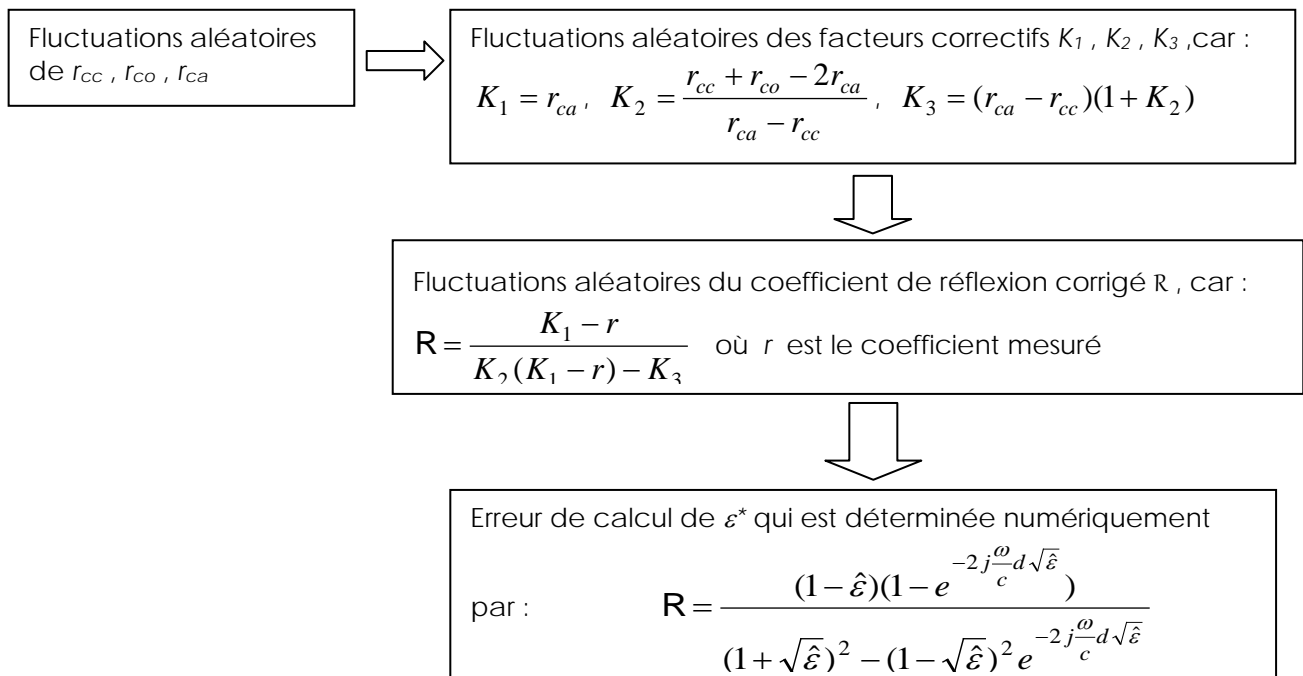 Fluctuations aléatoires
de r_cc , r_co , r_ca
Fluctuations aléatoires des facteurs correctifs K_1 , K_2 , K_3 ,car :
K_1 = r_ca , K_2 = (r_cc + r_co − 2r_ca) / (r_ca − r_cc) , K_3 = (r_ca − r_cc)(1 + K_2)
Fluctuations aléatoires du coefficient de réflexion corrigé R , car :
R = (K_1 − r) / (K_2(K_1 − r) − K_3) où r est le coefficient mesuré
Erreur de calcul de ε* qui est déterminée numériquement
par : R = ((1 − ε̂)(1 − e^(−2j (ω/c) d √ε̂))) / ((1 + √ε̂)^2 − (1 − √ε̂)^2 e^(−2j (ω/c) d √ε̂))